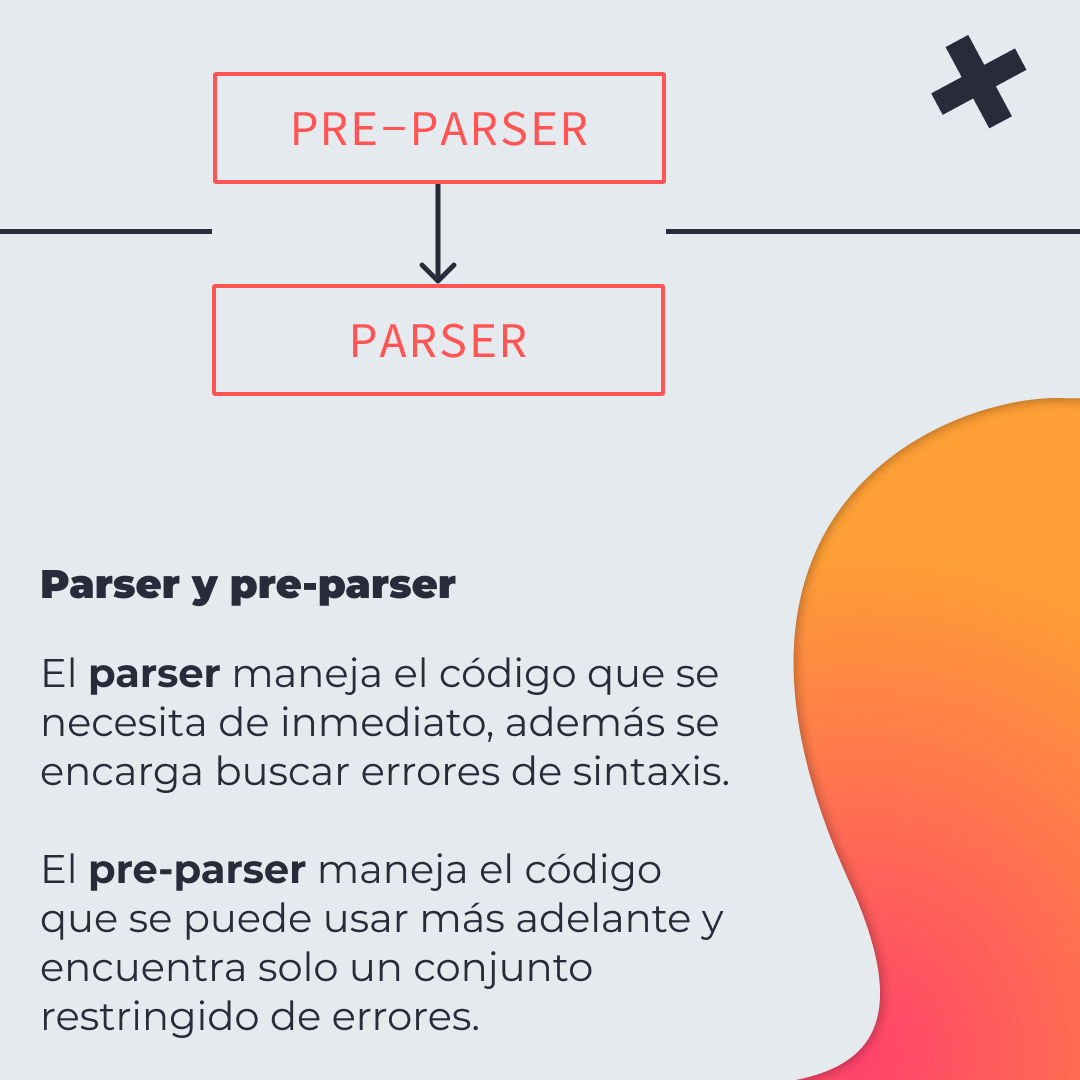 PRE-PARSER
PARSER
Parser y pre-parser
El parser maneja el código que se
necesita de inmediato, además se
encarga buscar errores de sintaxis.
El pre-parser maneja el código
que se puede usar más adelante y
encuentra solo un conjunto
restringido de errores.